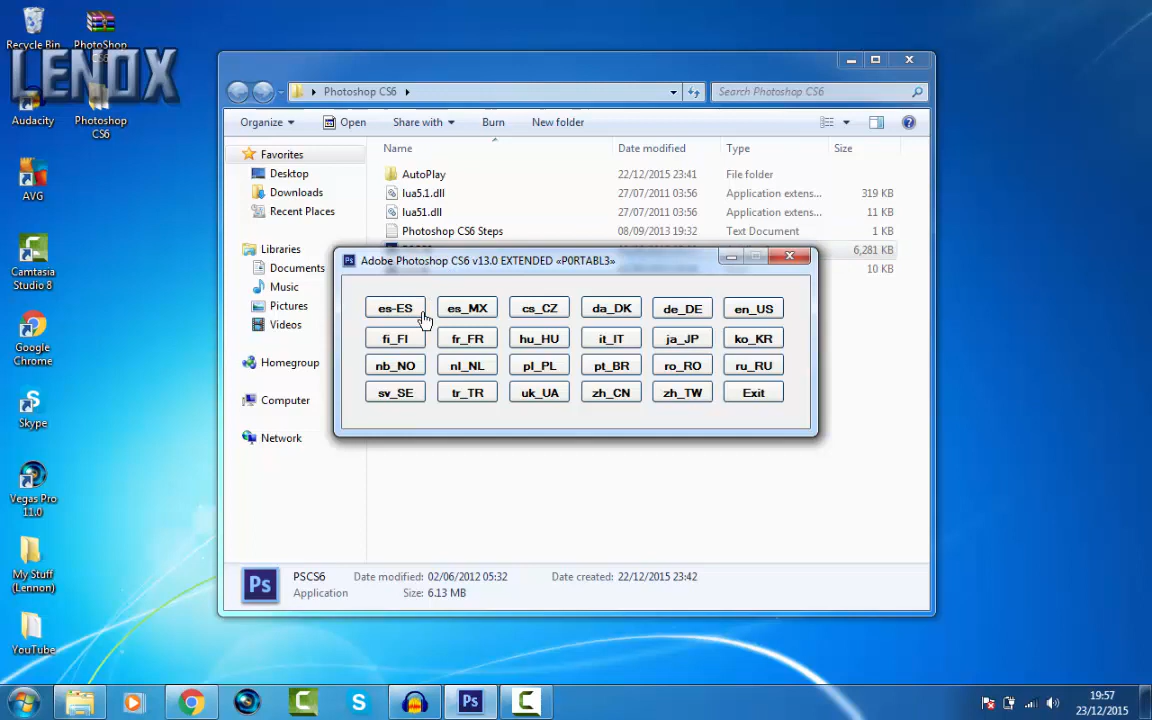 Recycle Bin
PhotoShop CS6
LENOX
Audacity
Photoshop
CS6
AVG
Camtasia
Studio 8
Google
Chrome
Skype
Vegas Pro
11.0
My Stuff
(Lennon)
YouTube
Photoshop CS6
Search Photoshop CS6
Organize
Open
Share with
Burn
New folder
Favorites
Desktop
Downloads
Recent Places
Libraries
Documents
Music
Pictures
Videos
Homegroup
Computer
Network
Name Date modified Type Size
AutoPlay 22/12/2015 23:41 File folder
lua5.1.dll 27/07/2011 03:56 Application extens... 319 KB
lua51.dll 27/07/2011 03:56 Application extens... 11 KB
Photoshop CS6 Steps 08/09/2013 19:32 Text Document 1 KB
6,281 KB
10 KB
Adobe Photoshop CS6 v13.0 EXTENDED «P0RTABL3»
es-ES es_MX cs_CZ da_DK de_DE en_US
fi_FI fr_FR hu_HU it_IT ja_JP ko_KR
nb_NO nl_NL pl_PL pt_BR ro_RO ru_RU
sv_SE tr_TR uk_UA zh_CN zh_TW Exit
Ps
PSCS6 Date modified: 02/06/2012 05:32 Date created: 22/12/2015 23:42
Application Size: 6.13 MB
Ps
19:57
23/12/2015